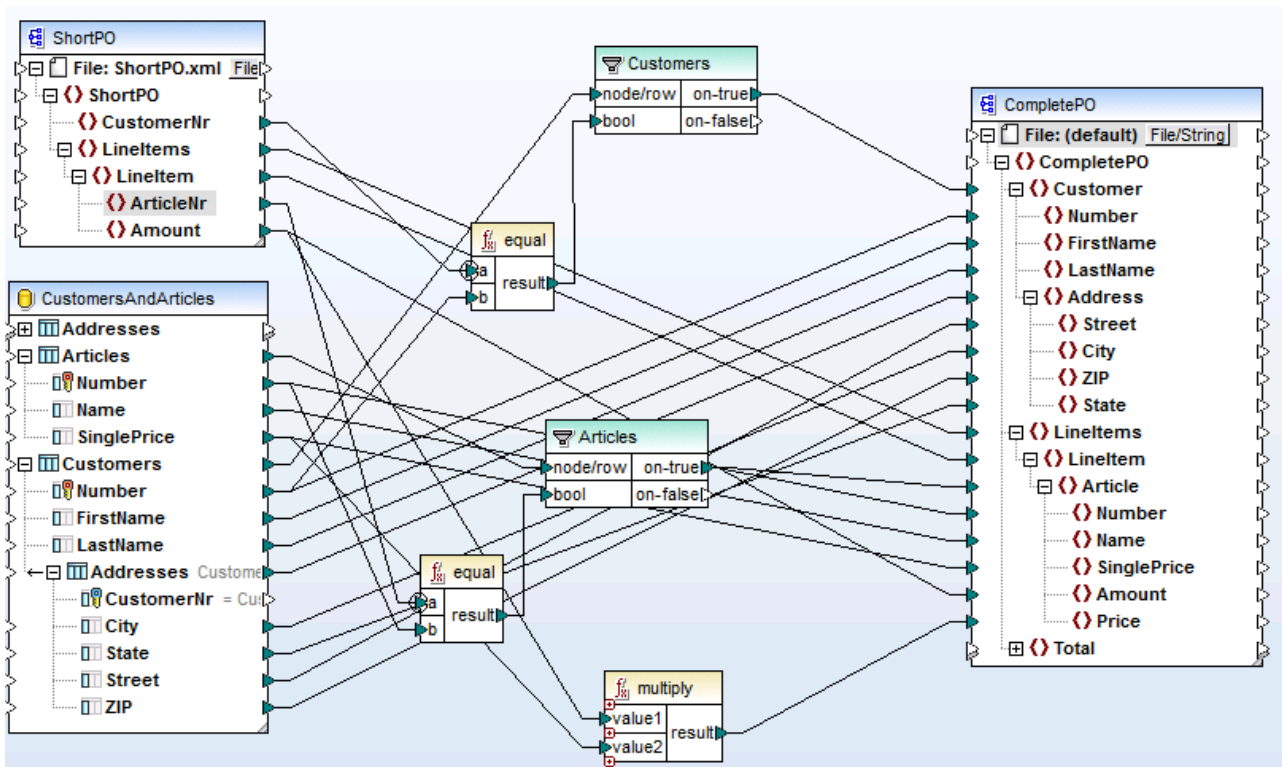 ShortPO
File: ShortPO.xml File
ShortPO
CustomerNr
LineItems
LineItem
ArticleNr
Amount
CustomersAndArticles
Addresses
Articles
Number
Name
SinglePrice
Customers
Number
FirstName
LastName
Addresses Custome
CustomerNr = Cus
City
State
Street
ZIP
Customers
node/row on-true
bool on-false
equal
a
result
b
Articles
node/row on-true
bool on-false
equal
a
result
b
multiply
value1
result
value2
CompletePO
File: (default) File/String
CompletePO
Customer
Number
FirstName
LastName
Address
Street
City
ZIP
State
LineItems
LineItem
Article
Number
Name
SinglePrice
Amount
Price
Total